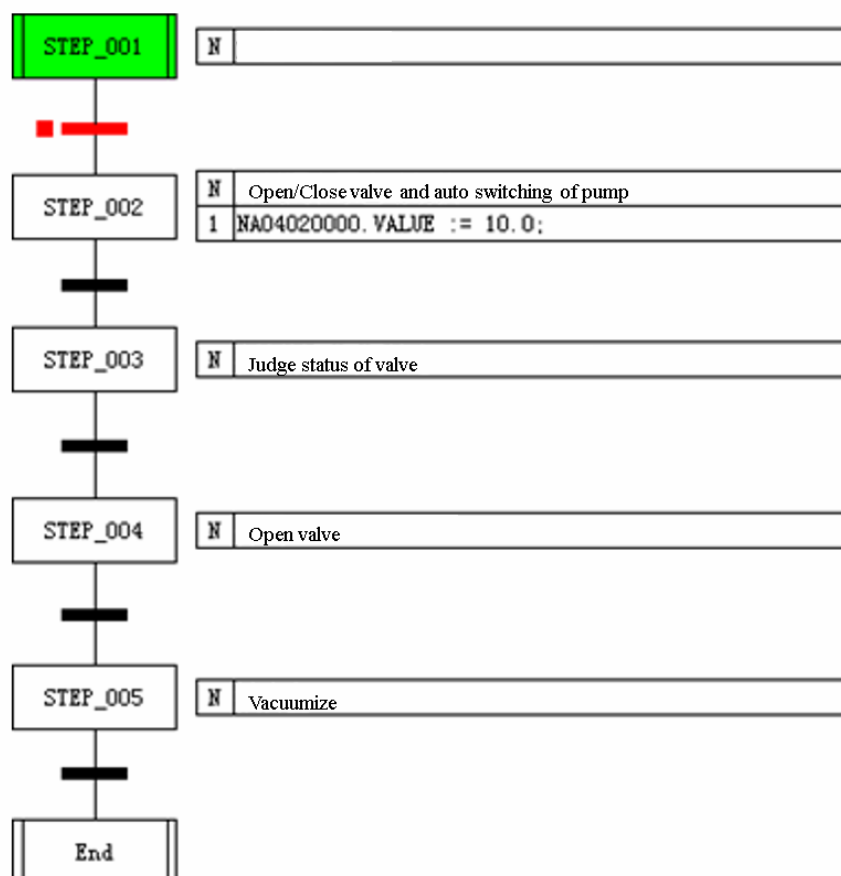 STEP_001 N
STEP_002 N Open/Close valve and auto switching of pump
1 NA04020000.VALUE := 10.0;
STEP_003 N Judge status of valve
STEP_004 N Open valve
STEP_005 N Vacuumize
End